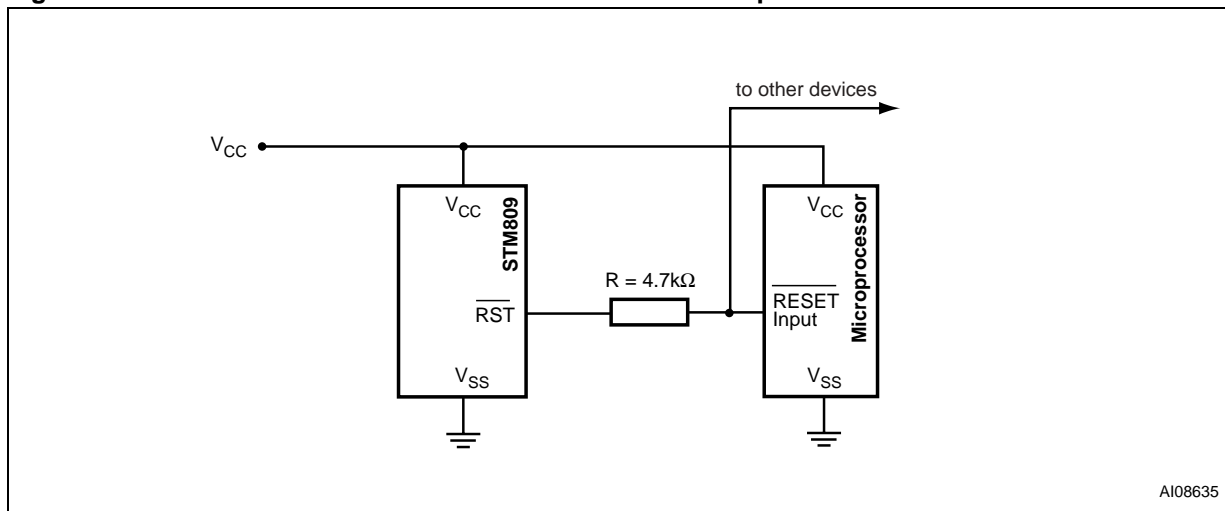 to other devices
VCC
VCC
STM809
RST
VSS
R = 4.7kΩ
VCC
Microprocessor
RESET
Input
VSS
AI08635